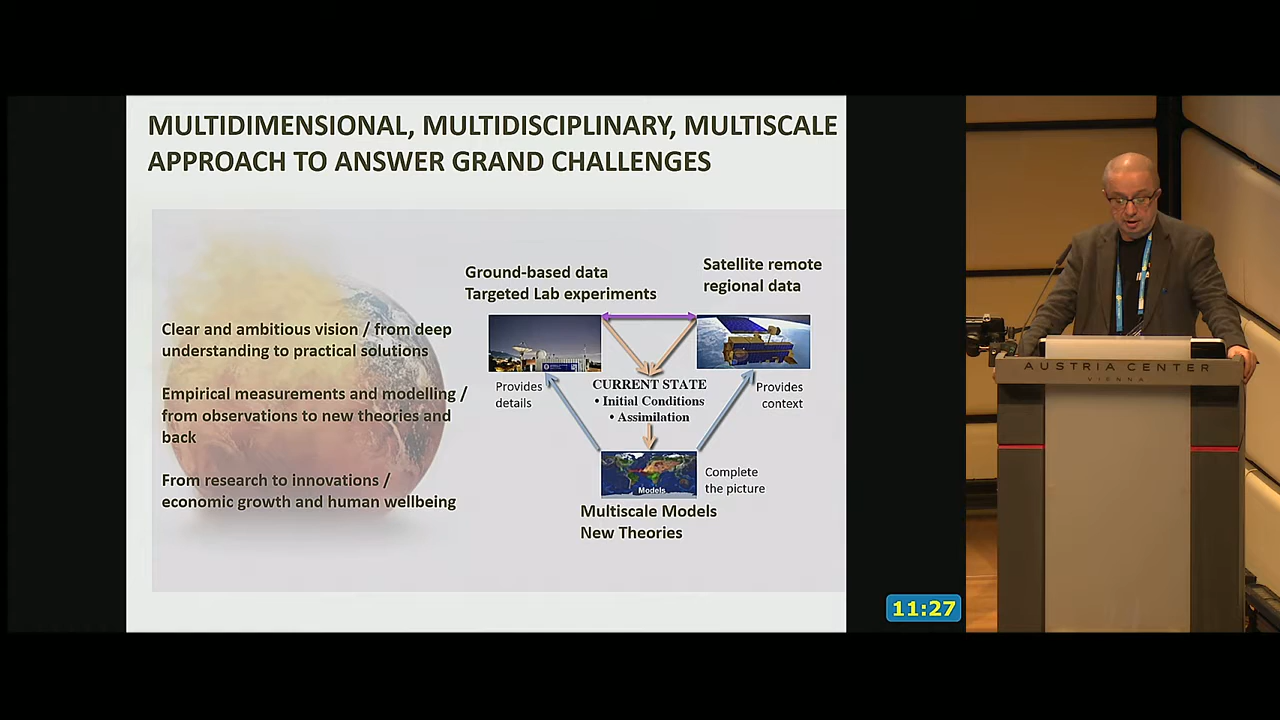 MULTIDIMENSIONAL, MULTIDISCIPLINARY, MULTISCALE
APPROACH TO ANSWER GRAND CHALLENGES
Clear and ambitious vision / from deep
understanding to practical solutions
Empirical measurements and modelling /
from observations to new theories and
back
From research to innovations /
economic growth and human wellbeing
Ground-based data
Targeted Lab experiments
Satellite remote
regional data
Provides
details
CURRENT STATE
• Initial Conditions
• Assimilation
Provides
context
Models
Complete
the picture
Multiscale Models
New Theories
11:27
AUSTRIA CENTER
VIENNA